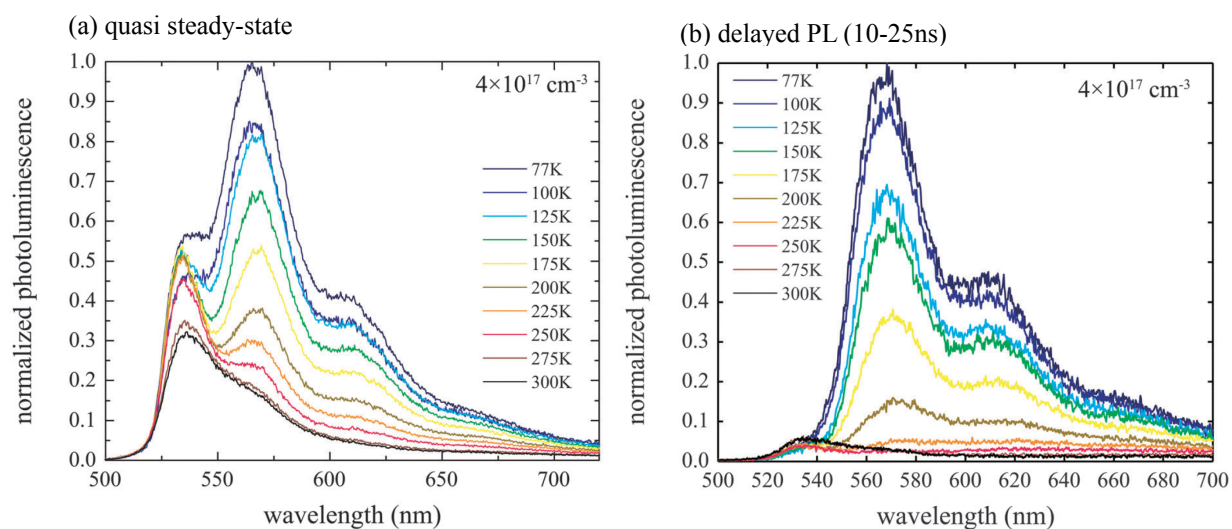 (a) quasi steady-state
4×10¹⁷ cm⁻³
normalized photoluminescence
1.0
0.9
0.8
0.7
0.6
0.5
0.4
0.3
0.2
0.1
0.0
77K
100K
125K
150K
175K
200K
225K
250K
275K
300K
500 550 600 650 700
wavelength (nm)
(b) delayed PL (10-25ns)
4×10¹⁷ cm⁻³
normalized photoluminescence
1.0
0.9
0.8
0.7
0.6
0.5
0.4
0.3
0.2
0.1
0.0
77K
100K
125K
150K
175K
200K
225K
250K
275K
300K
500 520 540 560 580 600 620 640 660 680 700
wavelength (nm)